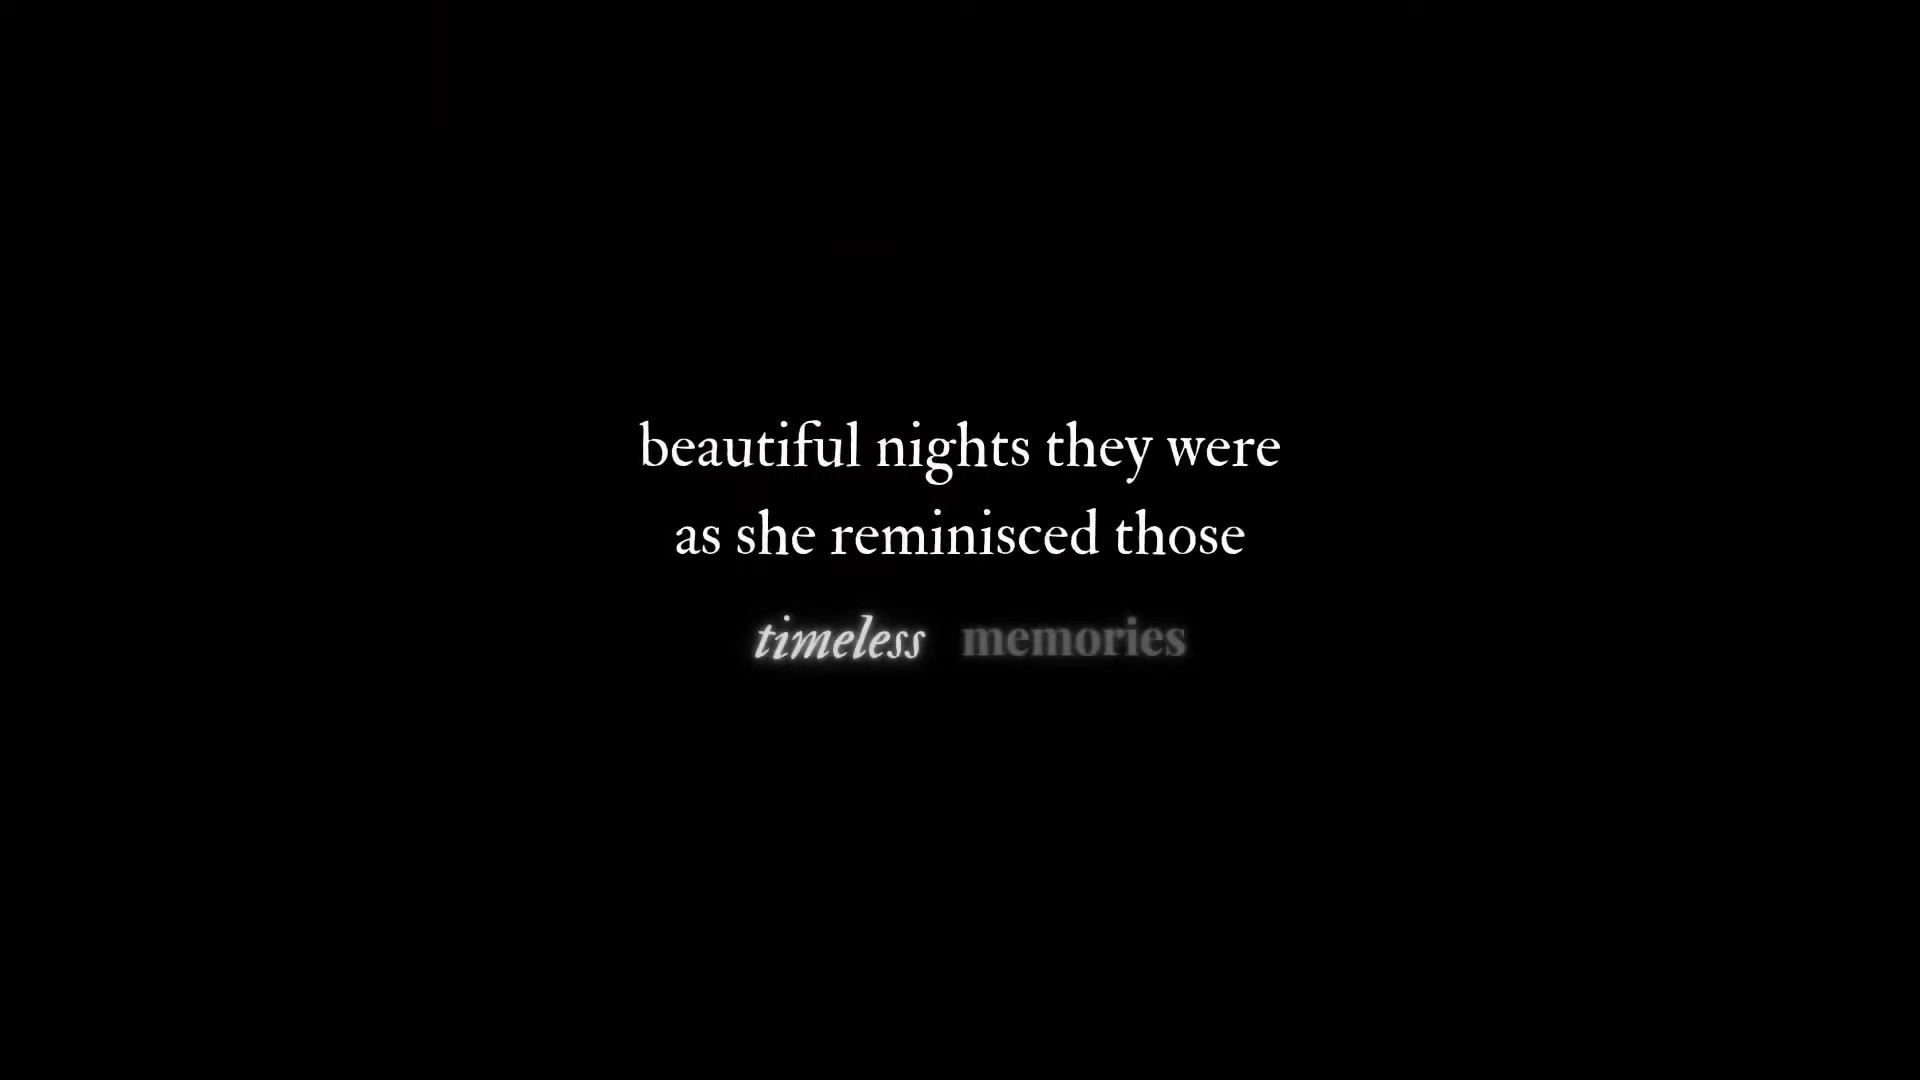 beautiful nights they were
as she reminisced those
timeless memories